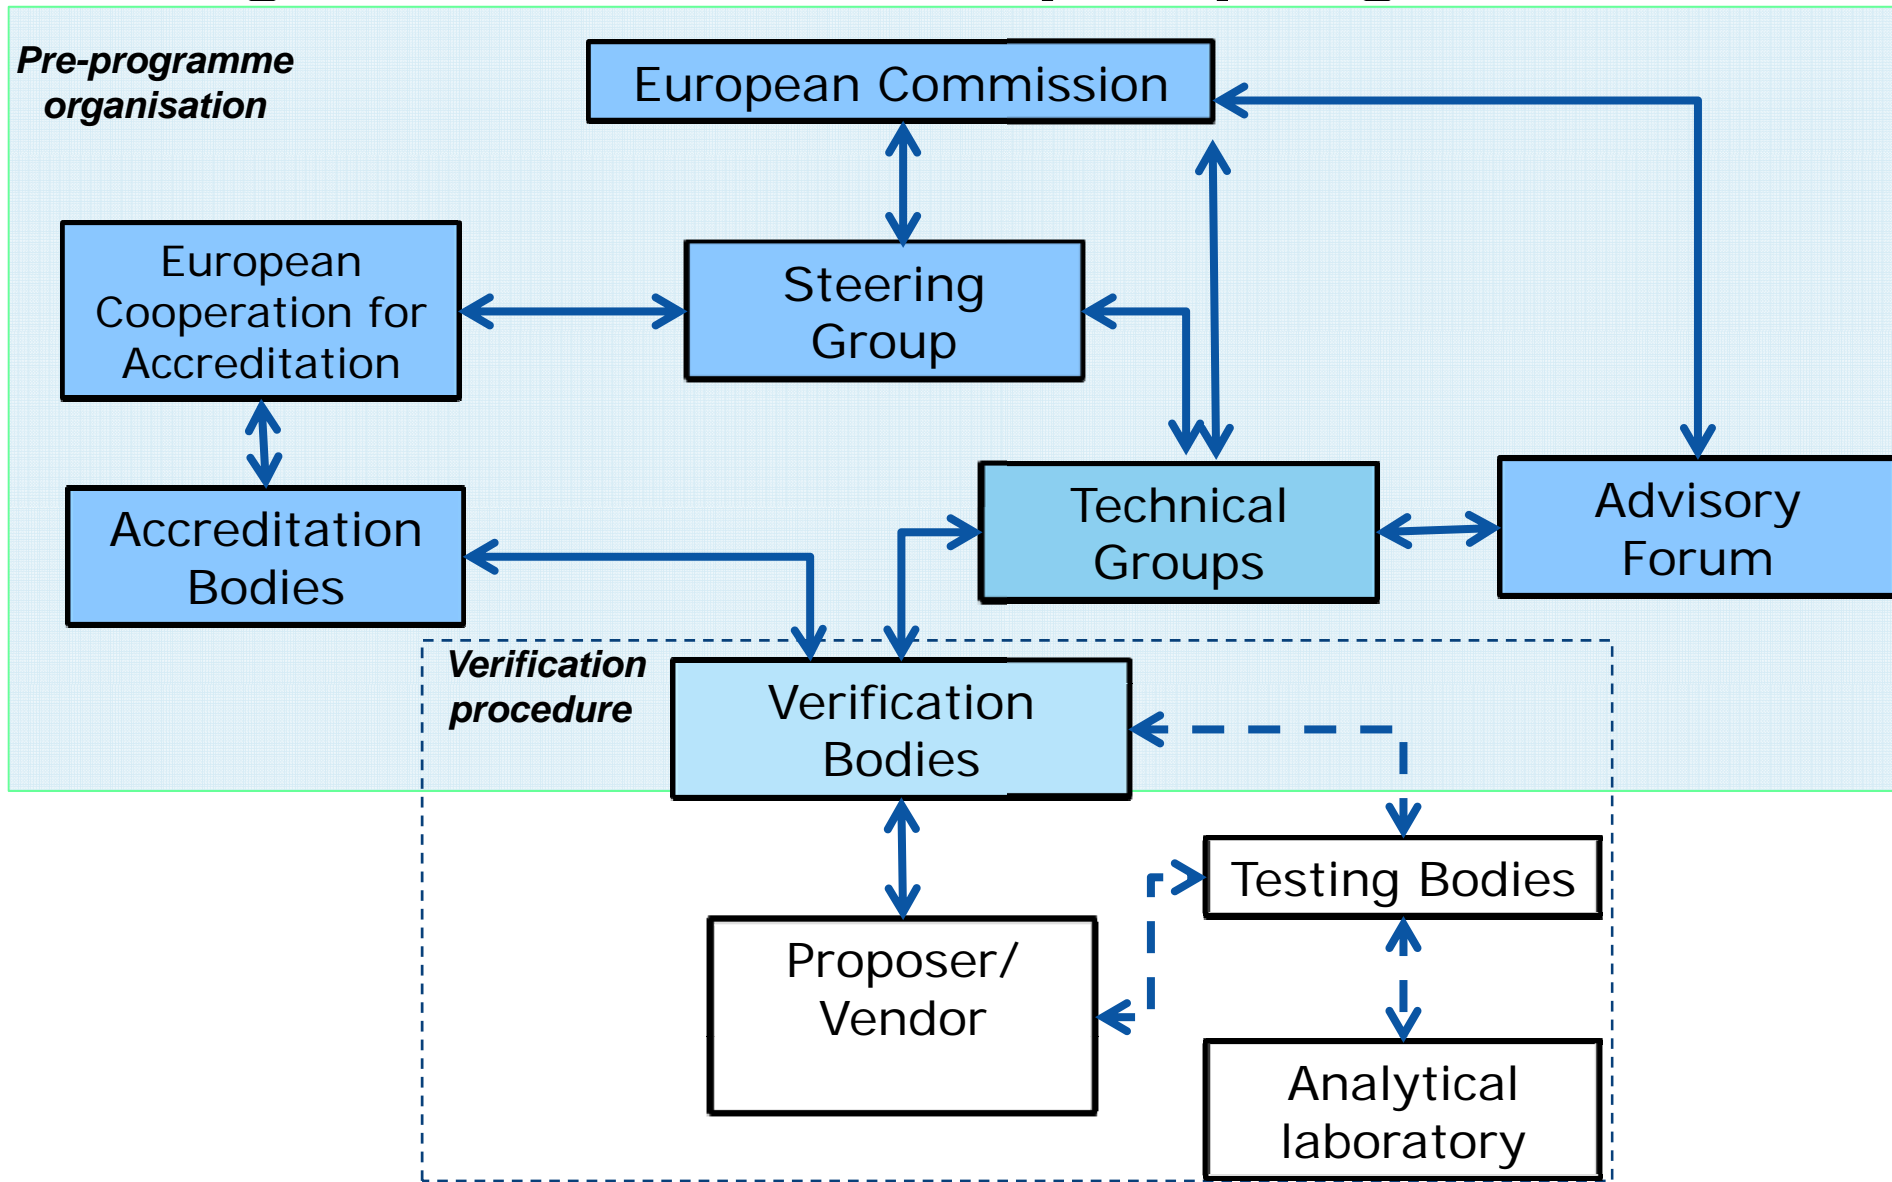 Pre-programme
organisation
European Commission
European
Cooperation for
Accreditation
Steering
Group
Accreditation
Bodies
Technical
Groups
Advisory
Forum
Verification
procedure
Verification
Bodies
Testing Bodies
Proposer/
Vendor
Analytical
laboratory